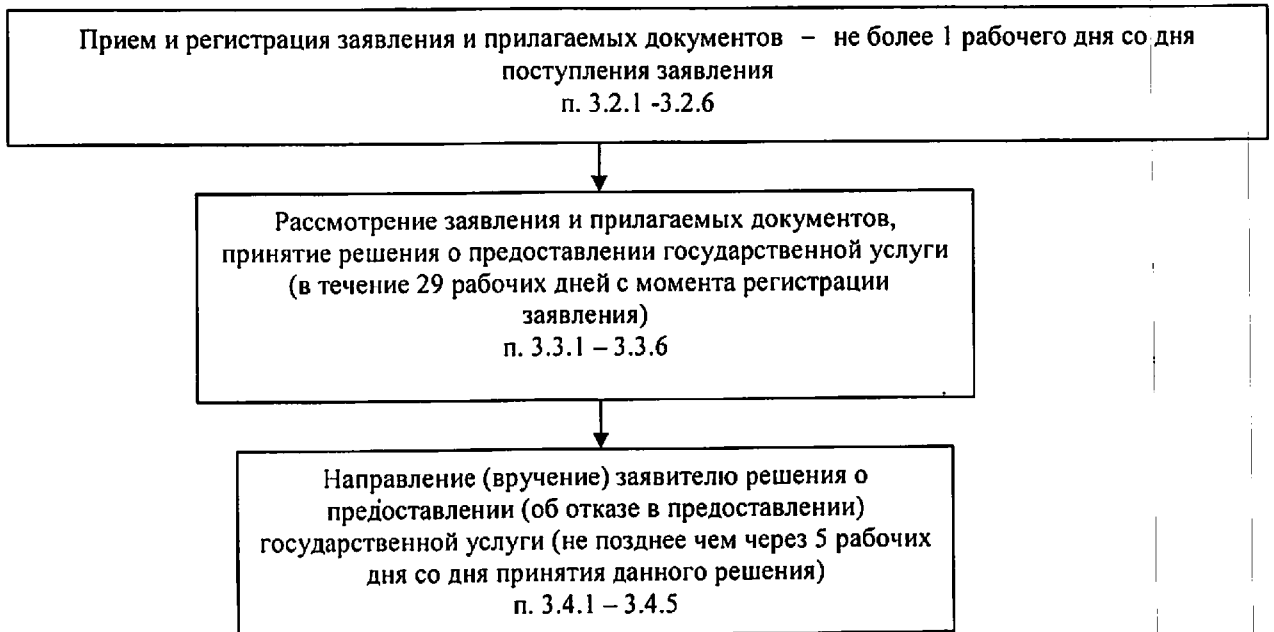 Прием и регистрация заявления и прилагаемых документов – не более 1 рабочего дня со дня
поступления заявления
п. 3.2.1 -3.2.6
Рассмотрение заявления и прилагаемых документов,
принятие решения о предоставлении государственной услуги
(в течение 29 рабочих дней с момента регистрации
заявления)
п. 3.3.1 – 3.3.6
Направление (вручение) заявителю решения о
предоставлении (об отказе в предоставлении)
государственной услуги (не позднее чем через 5 рабочих
дня со дня принятия данного решения)
п. 3.4.1 – 3.4.5